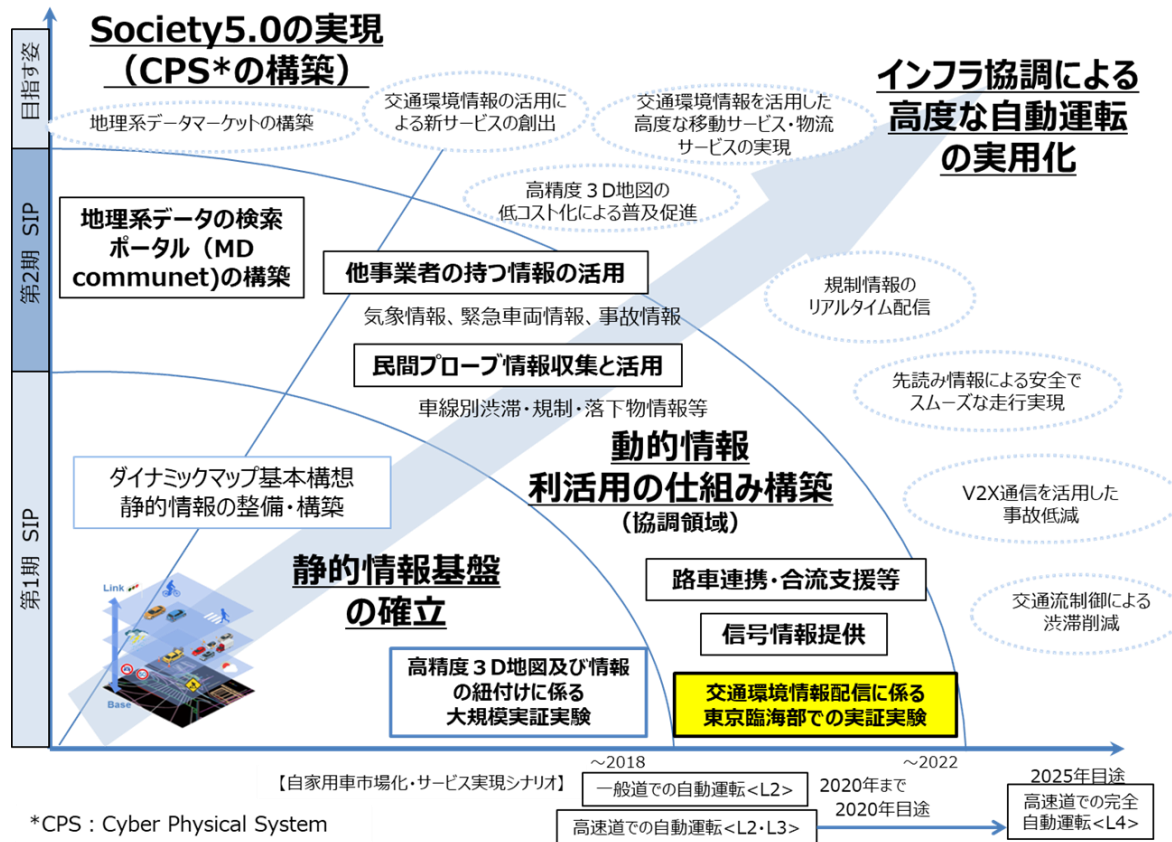 Society5.0の実現
（CPS*の構築）
インフラ協調による
高度な自動運転
の実用化
目指す姿
地理系データマーケットの構築
交通環境情報の活用に
よる新サービスの創出
交通環境情報を活用した
高度な移動サービス・物流
サービスの実現
高精度３Ｄ地図の
低コスト化による普及促進
第2期 SIP
地理系データの検索
ポータル（MD
communet)の構築
他事業者の持つ情報の活用
気象情報、緊急車両情報、事故情報
規制情報の
リアルタイム配信
民間プローブ情報収集と活用
車線別渋滞・規制・落下物情報等
先読み情報による安全で
スムーズな走行実現
第1期 SIP
ダイナミックマップ基本構想
静的情報の整備・構築
動的情報
利活用の仕組み構築
（協調領域）
V2X通信を活用した
事故低減
静的情報基盤
の確立
路車連携・合流支援等
信号情報提供
交通流制御による
渋滞削減
Link
Base
高精度３Ｄ地図及び情報
の紐付けに係る
大規模実証実験
交通環境情報配信に係る
東京臨海部での実証実験
～2018
～2022
【自家用車市場化・サービス実現シナリオ】
一般道での自動運転<L2>
2020年まで
2020年目途
2025年目途
高速道での自動運転<L2・L3>
高速道での完全
自動運転<L4>
*CPS：Cyber Physical System